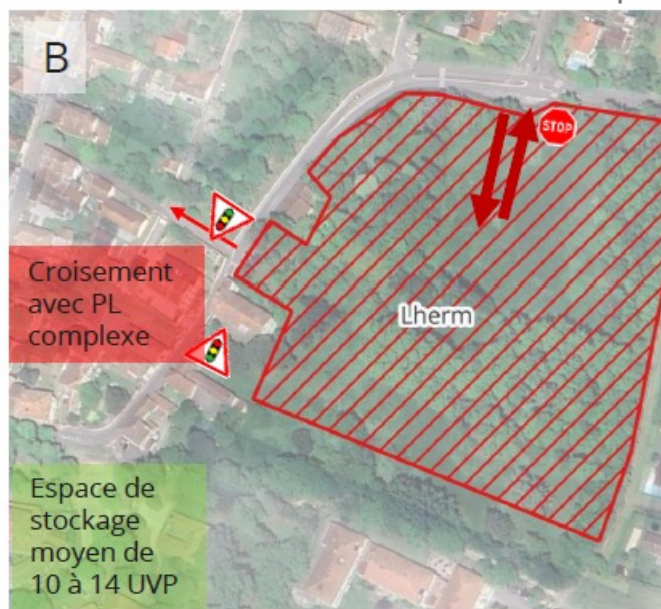 B
STOP
Croisement
avec PL
complexe
Lherm
Espace de
stockage
moyen de
10 à 14 UVP